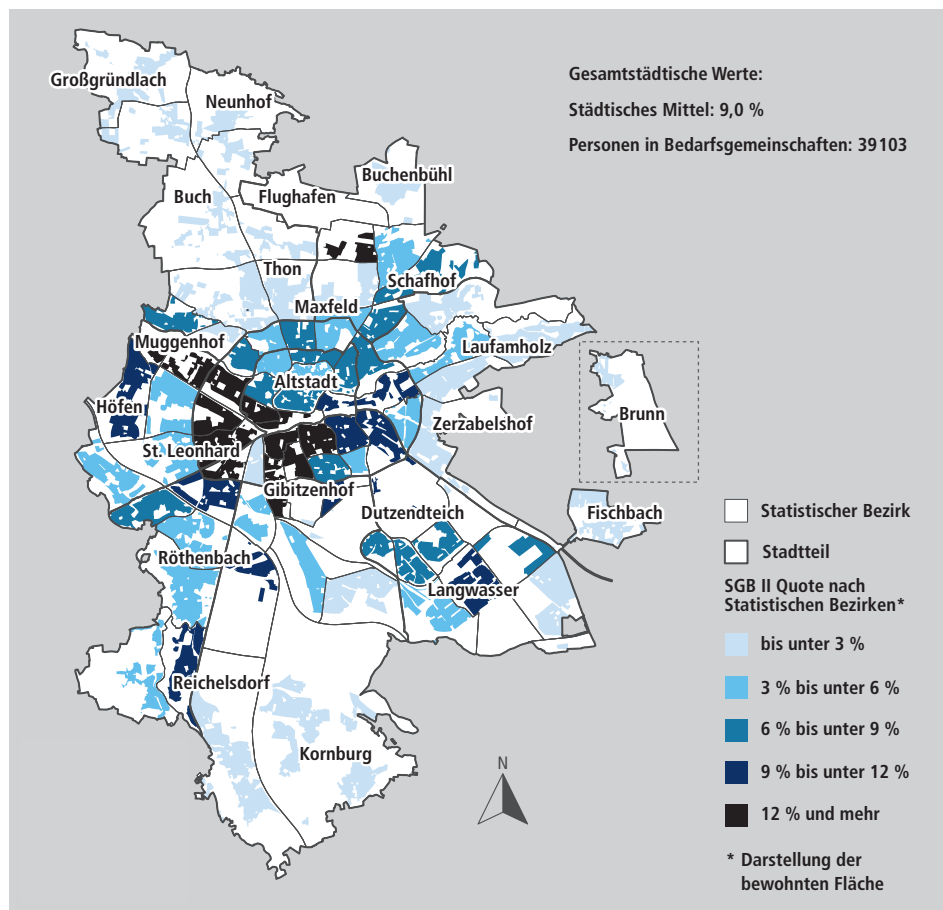 Gesamtstädtische Werte:
Städtisches Mittel: 9,0 %
Personen in Bedarfsgemeinschaften: 39103
Großgründlach
Neunhof
Buchenbühl
Buch
Flughafen
Thon
Schafhof
Maxfeld
Muggenhof
Laufamholz
Altstadt
Höfen
Zerzabelshof
Brunn
St. Leonhard
Gibitzenhof
Dutzendteich
Fischbach
Röthenbach
Langwasser
Reichelsdorf
Kornburg
N
Statistischer Bezirk
Stadtteil
SGB II Quote nach
Statistischen Bezirken*
bis unter 3 %
3 % bis unter 6 %
6 % bis unter 9 %
9 % bis unter 12 %
12 % und mehr
* Darstellung der
bewohnten Fläche